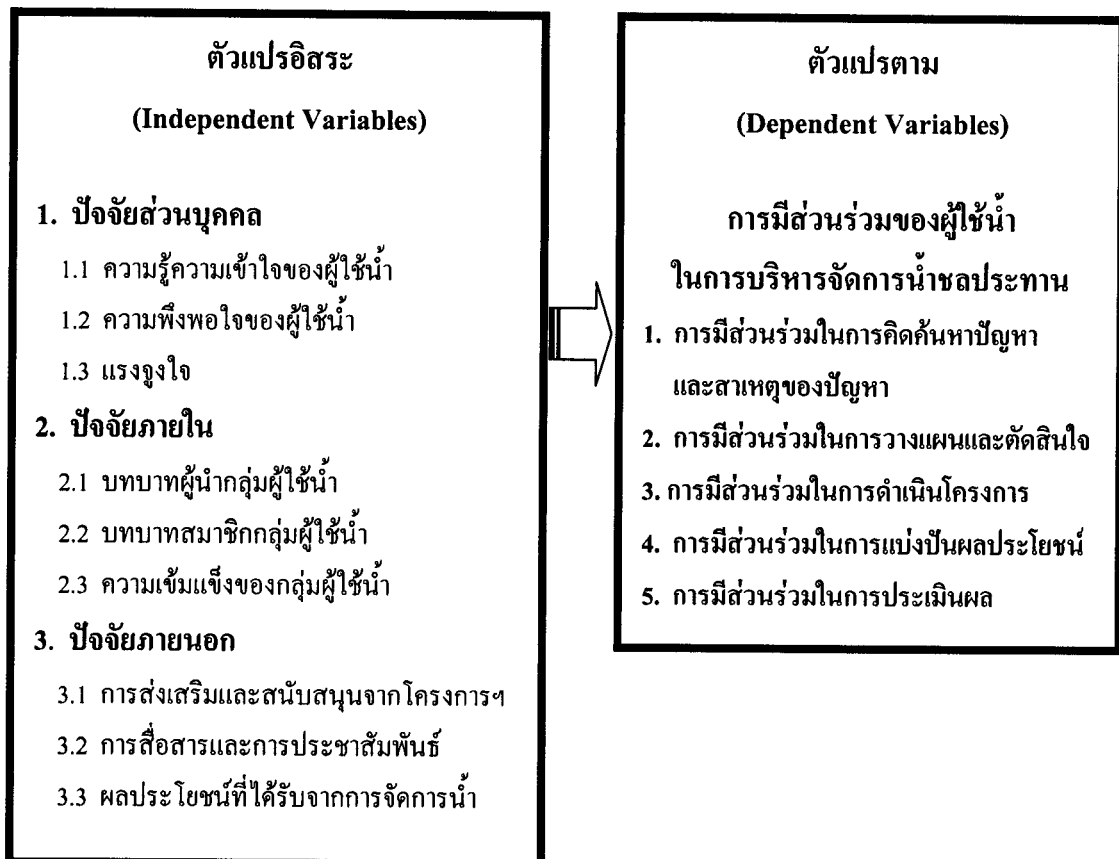 ตัวแปรอิสระ
(Independent Variables)
1. ปัจจัยส่วนบุคคล
1.1 ความรู้ความเข้าใจของผู้ใช้น้ำ
1.2 ความพึงพอใจของผู้ใช้น้ำ
1.3 แรงจูงใจ
2. ปัจจัยภายใน
2.1 บทบาทผู้นำกลุ่มผู้ใช้น้ำ
2.2 บทบาทสมาชิกกลุ่มผู้ใช้น้ำ
2.3 ความเข้มแข็งของกลุ่มผู้ใช้น้ำ
3. ปัจจัยภายนอก
3.1 การส่งเสริมและสนับสนุนจากโครงการฯ
3.2 การสื่อสารและการประชาสัมพันธ์
3.3 ผลประโยชน์ที่ได้รับจากการจัดการน้ำ
ตัวแปรตาม
(Dependent Variables)
การมีส่วนร่วมของผู้ใช้น้ำ
ในการบริหารจัดการน้ำชลประทาน
1. การมีส่วนร่วมในการคิดค้นหาปัญหา
และสาเหตุของปัญหา
2. การมีส่วนร่วมในการวางแผนและตัดสินใจ
3. การมีส่วนร่วมในการดำเนินโครงการ
4. การมีส่วนร่วมในการแบ่งปันผลประโยชน์
5. การมีส่วนร่วมในการประเมินผล